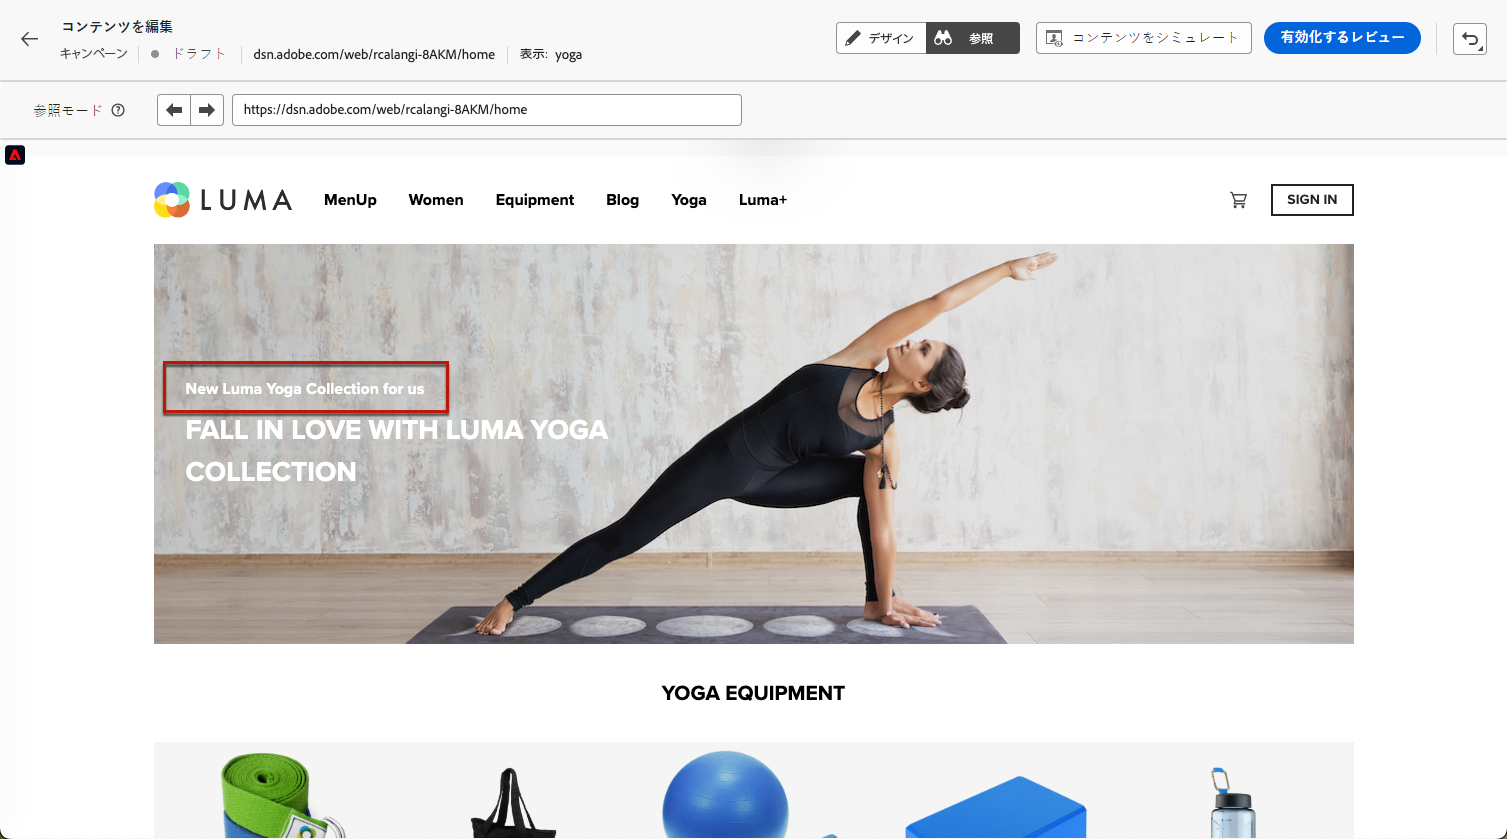 コンテンツを編集
キャンペーン ドラフト dsn.adobe.com/web/rcalangi-8AKM/home 表示: yoga
デザイン 参照 コンテンツをシミュレート 有効化するレビュー
参照モード https://dsn.adobe.com/web/rcalangi-8AKM/home
LUMA MenUp Women Equipment Blog Yoga Luma+ SIGN IN
New Luma Yoga Collection for us
FALL IN LOVE WITH LUMA YOGA
COLLECTION
YOGA EQUIPMENT